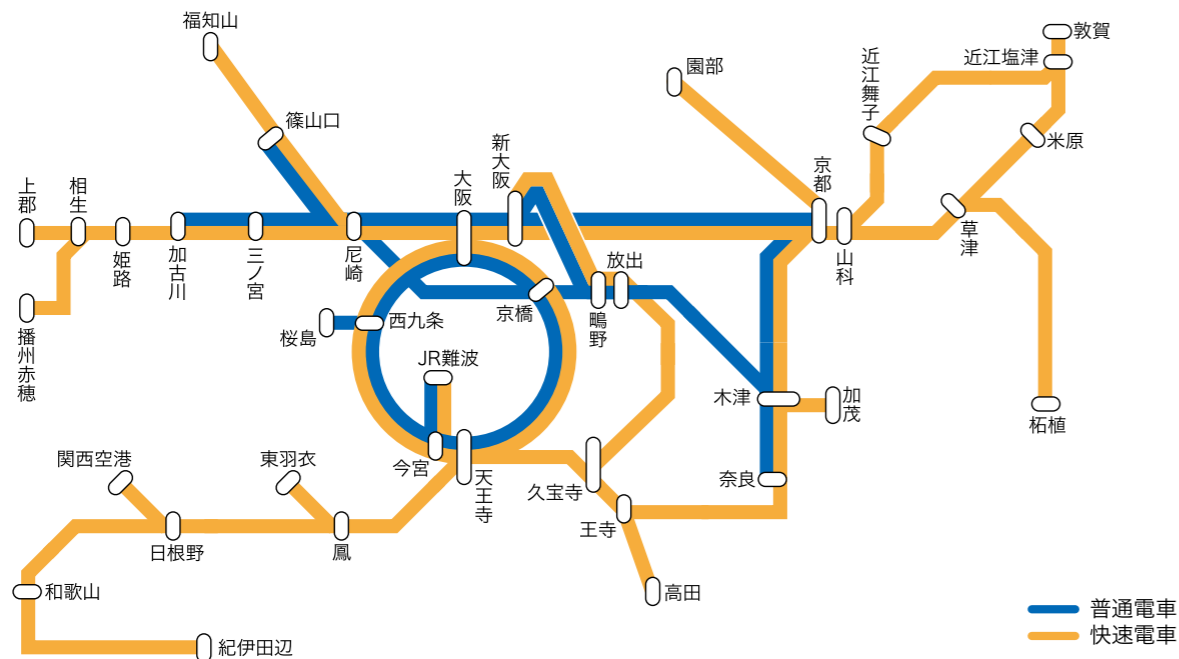 福知山
敦賀
近江塩津
園部
近江舞子
篠山口
新大阪
米原
大阪
京都
上郡
相生
姫路
加古川
三ノ宮
尼崎
放出
山科
草津
京橋
鴫野
桜島
西九条
播州赤穂
JR難波
木津
加茂
柘植
関西空港
東羽衣
今宮
天王寺
久宝寺
奈良
王寺
日根野
鳳
和歌山
高田
紀伊田辺
普通電車
快速電車